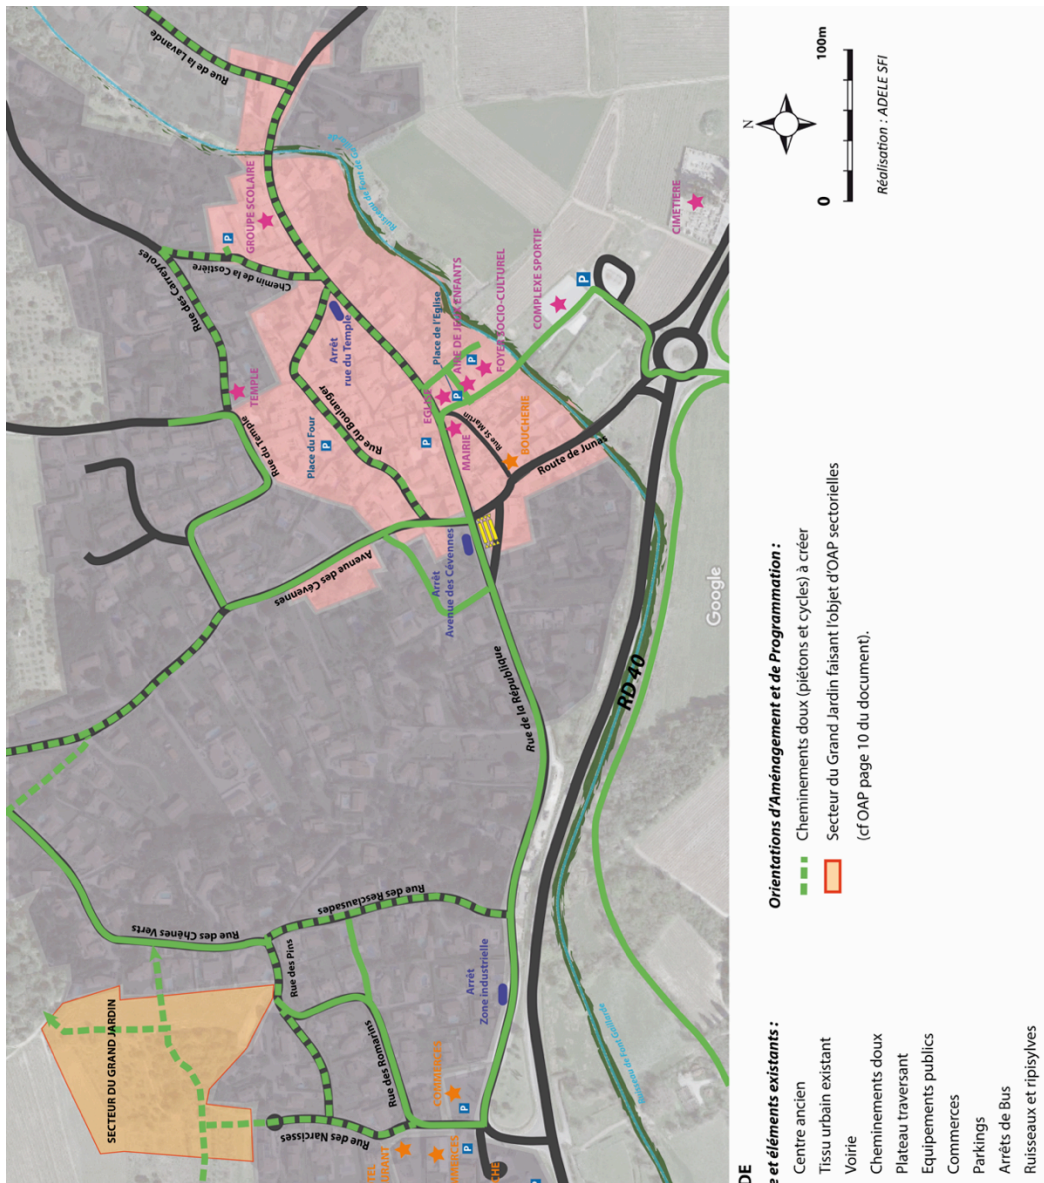 Rue de la Lavande
GROUPE SCOLAIRE
P
Chemin de la Costière
Rue des Carreyroles
Ruisseau de Font de Gaillarde
Arrêt
rue du Temple
TEMPLE
Rue du Temple
Place du Four
P
Rue du Boulanger
Place de l'Eglise
AIRE DE JEUX ENFANTS
FOYER SOCIO-CULTUREL
COMPLEXE SPORTIF
CIMETIERE
EGLISE
MAIRIE
P
P
P
P
Rue St Martin
BOUCHERIE
Route de Junas
Avenue des Cévennes
Arrêt
Avenue des Cévennes
Rue de la République
RD 40
Google
Rue des Chênes Verts
Rue des Resclausades
Rue des Pins
Rue des Romarins
Rue des Narcisses
SECTEUR DU GRAND JARDIN
Arrêt
Zone industrielle
COMMERCES
P
P
P
N
0
100m
Réalisation : ADELE SFI
DE
e et éléments existants :
Centre ancien
Tissu urbain existant
Voirie
Cheminements doux
Plateau traversant
Equipements publics
Commerces
Parkings
Arrêts de Bus
Ruisseaux et ripisylves
Orientations d'Aménagement et de Programmation :
Cheminements doux (piétons et cycles) à créer
Secteur du Grand Jardin faisant l'objet d'OAP sectorielles
(cf OAP page 10 du document).